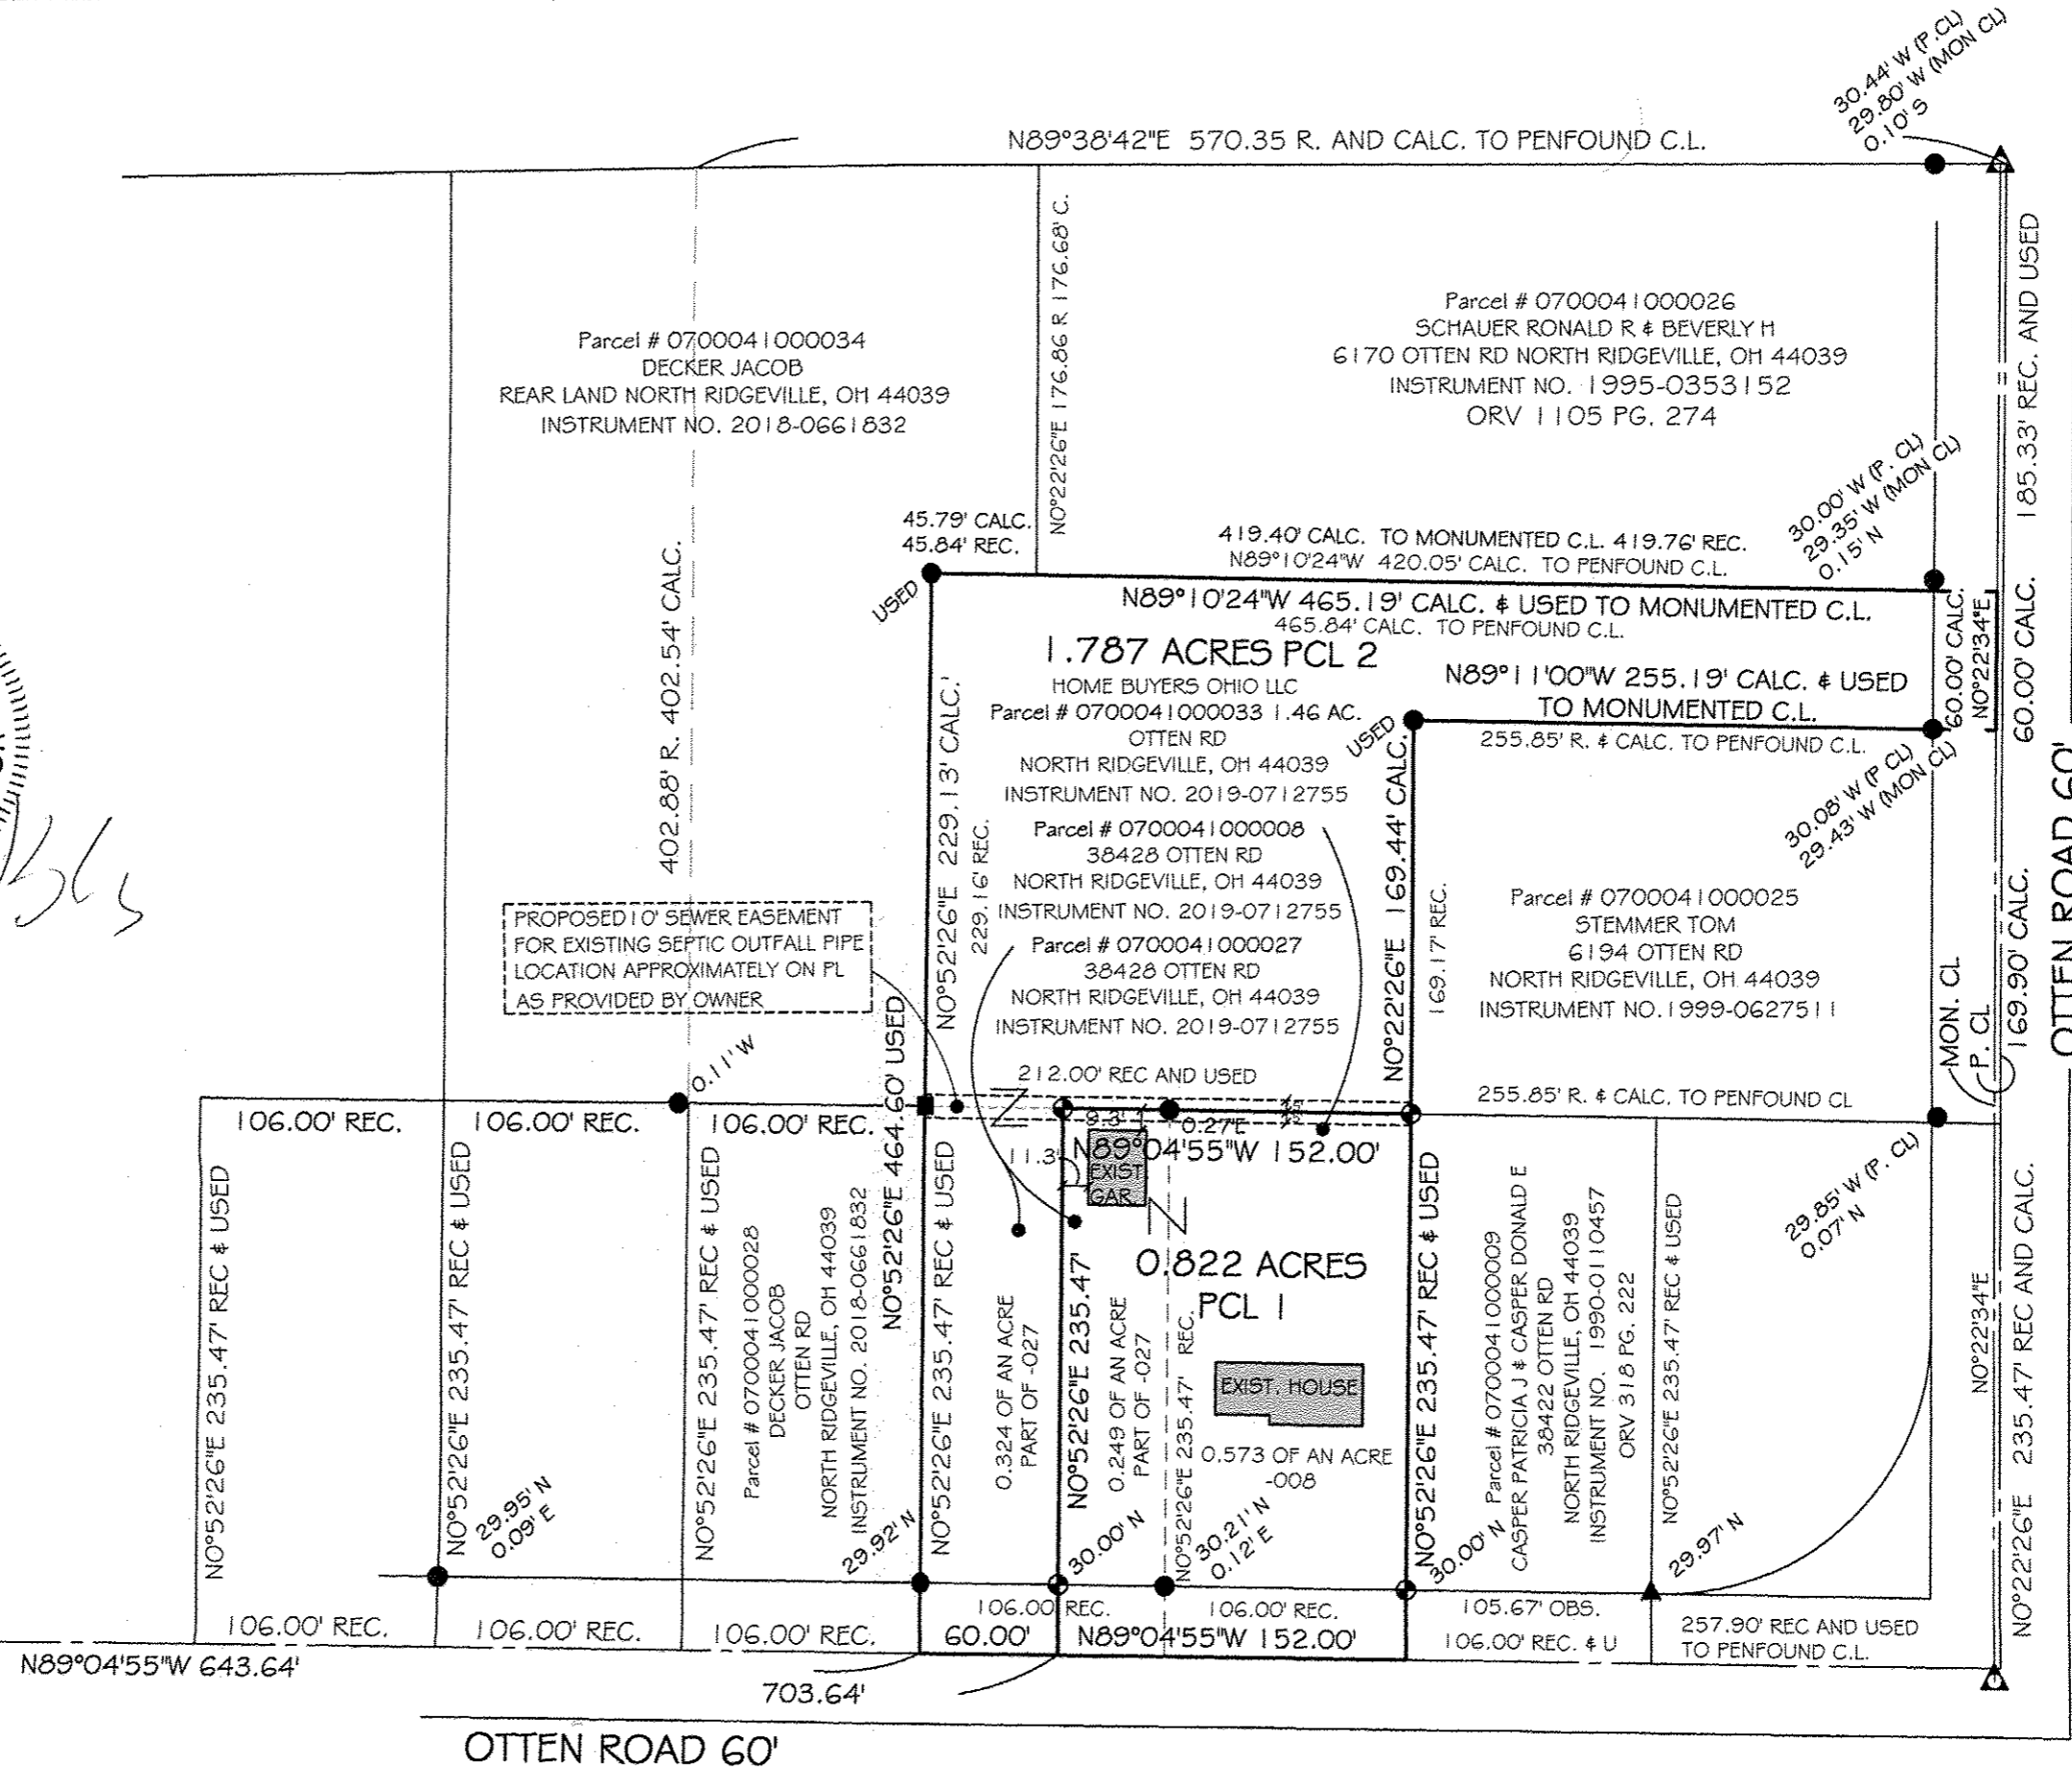 30.44' W (P.CL)
29.80' W (MON CL)
0.10' S
N89°38'42"E 570.35 R. AND CALC. TO PENFOUND C.L.
185.33' REC. AND USED
N0°22'26"E 176.86 R 176.68' C.
Parcel # 0700041000034
DECKER JACOB
REAR LAND NORTH RIDGEVILLE, OH 44039
INSTRUMENT NO. 2018-0661832
Parcel # 0700041000026
SCHAUER RONALD R & BEVERLY H
6170 OTTEN RD NORTH RIDGEVILLE, OH 44039
INSTRUMENT NO. 1995-0353152
ORV 1105 PG. 274
402.88' R. 402.54' CALC.
45.79' CALC.
45.84' REC.
419.40' CALC. TO MONUMENTED C.L. 419.76' REC.
N89°10'24"W 420.05' CALC. TO PENFOUND C.L.
30.00' W (P. CL)
29.35' W (MON CL)
0.15' N
USED
N89°10'24"W 465.19' CALC. & USED TO MONUMENTED C.L.
465.84' CALC. TO PENFOUND C.L.
60.00' CALC.
N0°22'34"E
60.00' CALC.
1.787 ACRES PCL 2
HOME BUYERS OHIO LLC
Parcel # 0700041000033 1.46 AC.
OTTEN RD
NORTH RIDGEVILLE, OH 44039
INSTRUMENT NO. 2019-0712755
N89°11'00"W 255.19' CALC. & USED
TO MONUMENTED C.L.
USED
255.85' R. & CALC. TO PENFOUND C.L.
30.08' W (P CL)
29.43' W (MON CL)
OTTEN ROAD 60'
N0°52'26"E 229.13' CALC.'
229.16' REC.
Parcel # 0700041000008
38428 OTTEN RD
NORTH RIDGEVILLE, OH 44039
INSTRUMENT NO. 2019-0712755
Parcel # 0700041000027
38428 OTTEN RD
NORTH RIDGEVILLE, OH 44039
INSTRUMENT NO. 2019-0712755
N0°22'26"E 169.44' CALC.
169.17' REC.
Parcel # 0700041000025
STEMMER TOM
6194 OTTEN RD
NORTH RIDGEVILLE, OH 44039
INSTRUMENT NO.1999-0627511
MON. CL
P. CL
169.90' CALC.
PROPOSED 10' SEWER EASEMENT
FOR EXISTING SEPTIC OUTFALL PIPE
LOCATION APPROXIMATELY ON PL
AS PROVIDED BY OWNER
0.11' W
N0°52'26"E 464.60' USED
212.00' REC AND USED
255.85' R. & CALC. TO PENFOUND CL
106.00' REC.
106.00' REC.
106.00' REC.
9.3'
0.27'E
N89°04'55"W 152.00'
11.3'
EXIST
GAR.
29.85' W (P. CL)
0.07' N
N0°52'26"E 235.47' REC & USED
N0°52'26"E 235.47' REC & USED
N0°52'26"E 235.47' REC & USED
Parcel # 0700041000028
DECKER JACOB
OTTEN RD
NORTH RIDGEVILLE, OH 44039
INSTRUMENT NO. 2018-0661832
N0°52'26"E 235.47' REC & USED
0.324 OF AN ACRE
PART OF -027
N0°52'26"E 235.47'
0.249 OF AN ACRE
PART OF -027
N0°52'26"E 235.47' REC.
0.822 ACRES
PCL 1
EXIST. HOUSE
0.573 OF AN ACRE
-008
N0°52'26"E 235.47' REC & USED
Parcel # 0700041000009
CASPER PATRICIA J & CASPER DONALD E
38422 OTTEN RD
NORTH RIDGEVILLE, OH 44039
INSTRUMENT NO. 1990-0110457
ORV 318 PG. 222
N0°52'26"E 235.47' REC & USED
N0°22'34"E
N0°22'26"E 235.47' REC AND CALC.
29.95' N
0.09' E
29.92' N
30.00' N
30.21' N
0.12' E
30.00' N
29.97' N
106.00' REC.
106.00' REC.
106.00' REC.
106.00 REC.
60.00'
106.00' REC.
N89°04'55"W 152.00'
105.67' OBS.
106.00' REC. & U
257.90' REC AND USED
TO PENFOUND C.L.
N89°04'55"W 643.64'
703.64'
OTTEN ROAD 60'